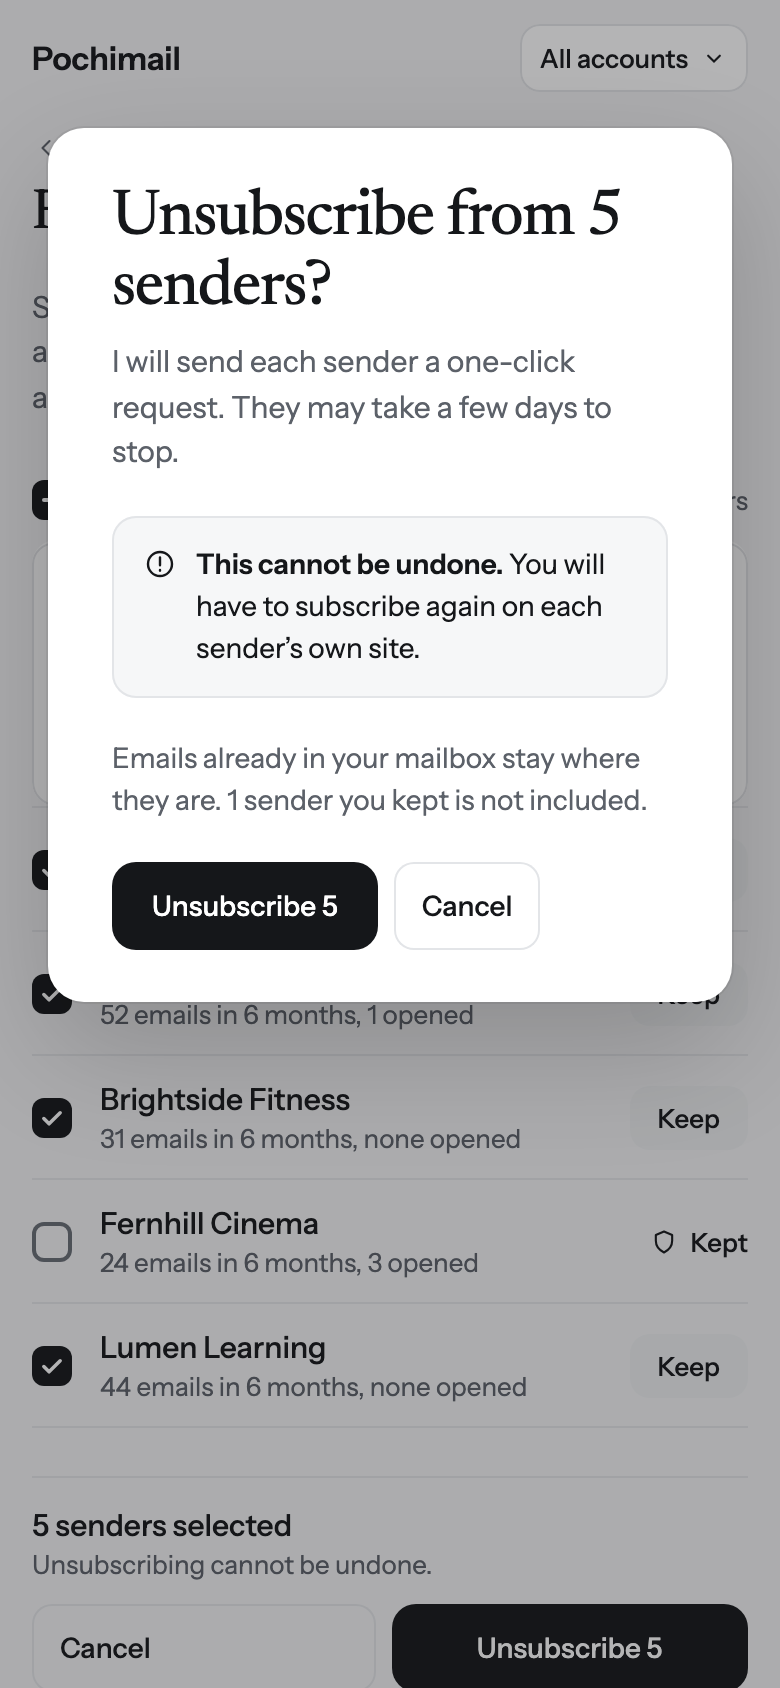 Pochimail
All accounts
Unsubscribe from 5
senders?
I will send each sender a one-click
request. They may take a few days to
stop.
This cannot be undone. You will
have to subscribe again on each
sender’s own site.
Emails already in your mailbox stay where
they are. 1 sender you kept is not included.
Unsubscribe 5
Cancel
52 emails in 6 months, 1 opened
Keep
Brightside Fitness
31 emails in 6 months, none opened
Keep
Fernhill Cinema
24 emails in 6 months, 3 opened
Kept
Lumen Learning
44 emails in 6 months, none opened
Keep
5 senders selected
Unsubscribing cannot be undone.
Cancel
Unsubscribe 5